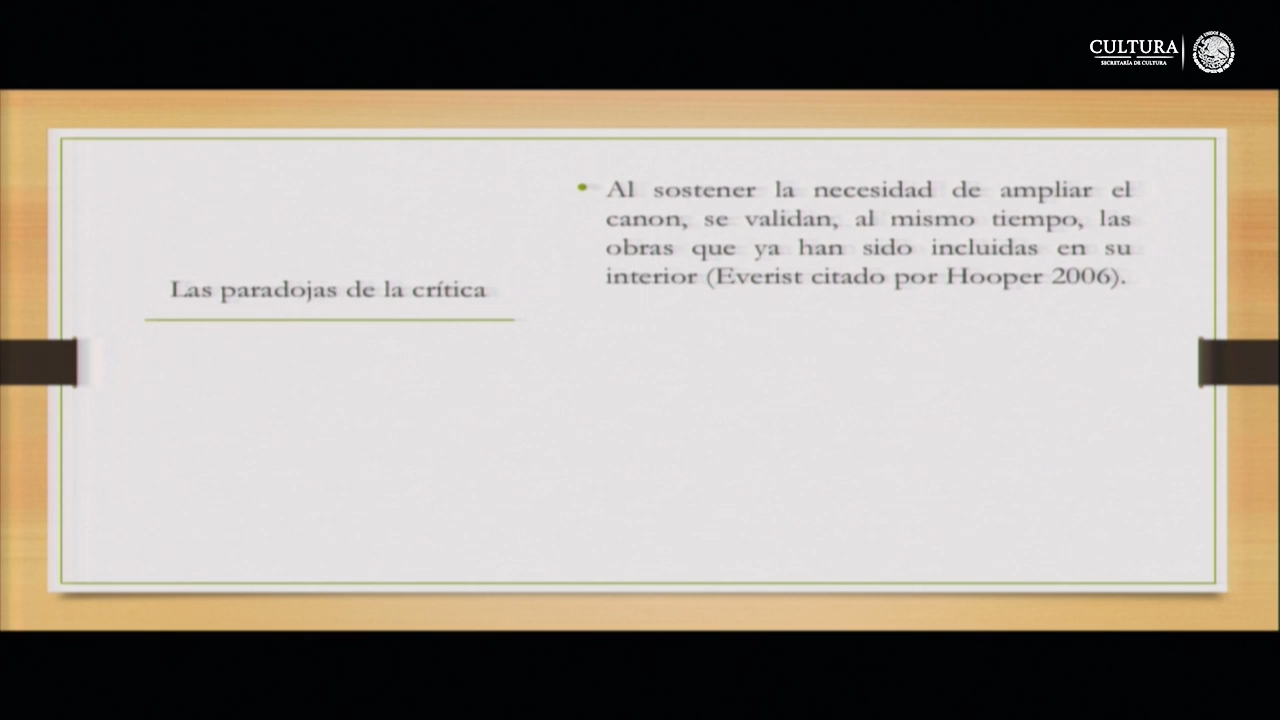 CULTURA
SECRETARÍA DE CULTURA
Las paradojas de la crítica
• Al sostener la necesidad de ampliar el
canon, se validan, al mismo tiempo, las
obras que ya han sido incluidas en su
interior (Everist citado por Hooper 2006).